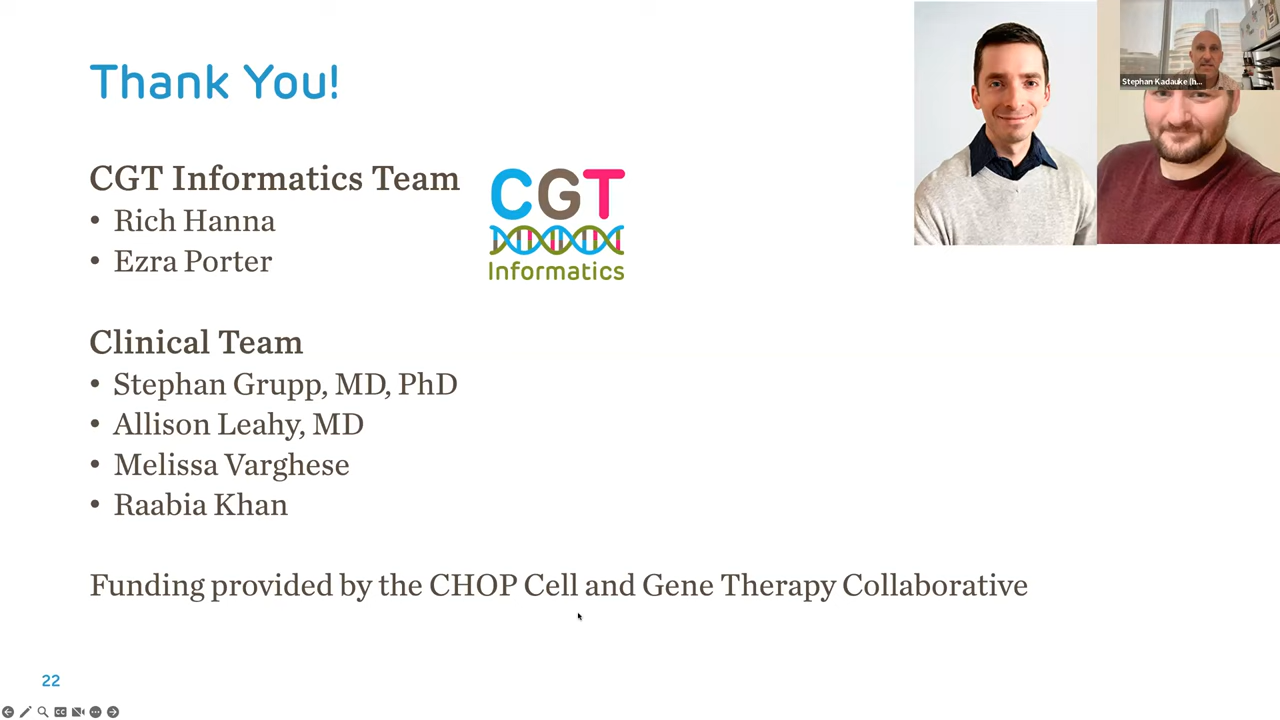 Thank You!
Stephan Kadauke (h...
CGT Informatics Team
• Rich Hanna
• Ezra Porter
CGT
Informatics
Clinical Team
• Stephan Grupp, MD, PhD
• Allison Leahy, MD
• Melissa Varghese
• Raabia Khan
Funding provided by the CHOP Cell and Gene Therapy Collaborative
22
CC